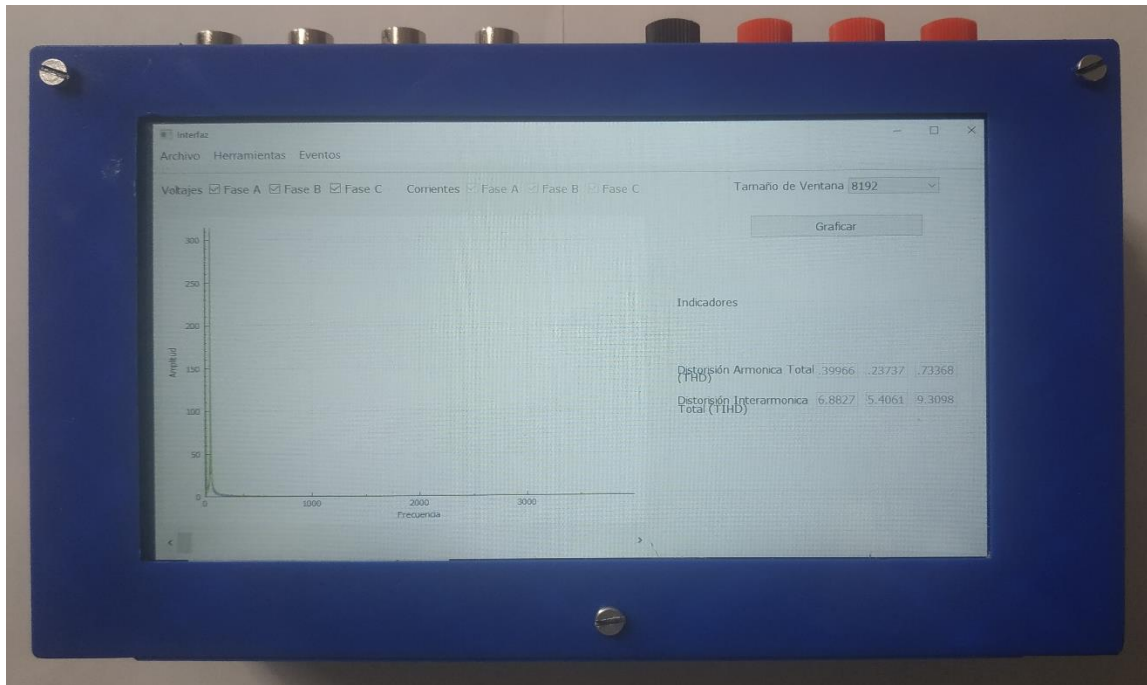 Interfaz
Archivo Herramientas Eventos
Voltajes Fase A Fase B Fase C Corrientes Fase A Fase B Fase C Tamaño de Ventana 8192
Graficar
300
250
200
150
100
50
0
Amplitud
0 1000 2000 3000
Frecuencia
Indicadores
Distorisión Armonica Total .39966 .23737 .73368
(THD)
Distorisión Interarmonica 6.8827 5.4061 9.3098
Total (TIHD)